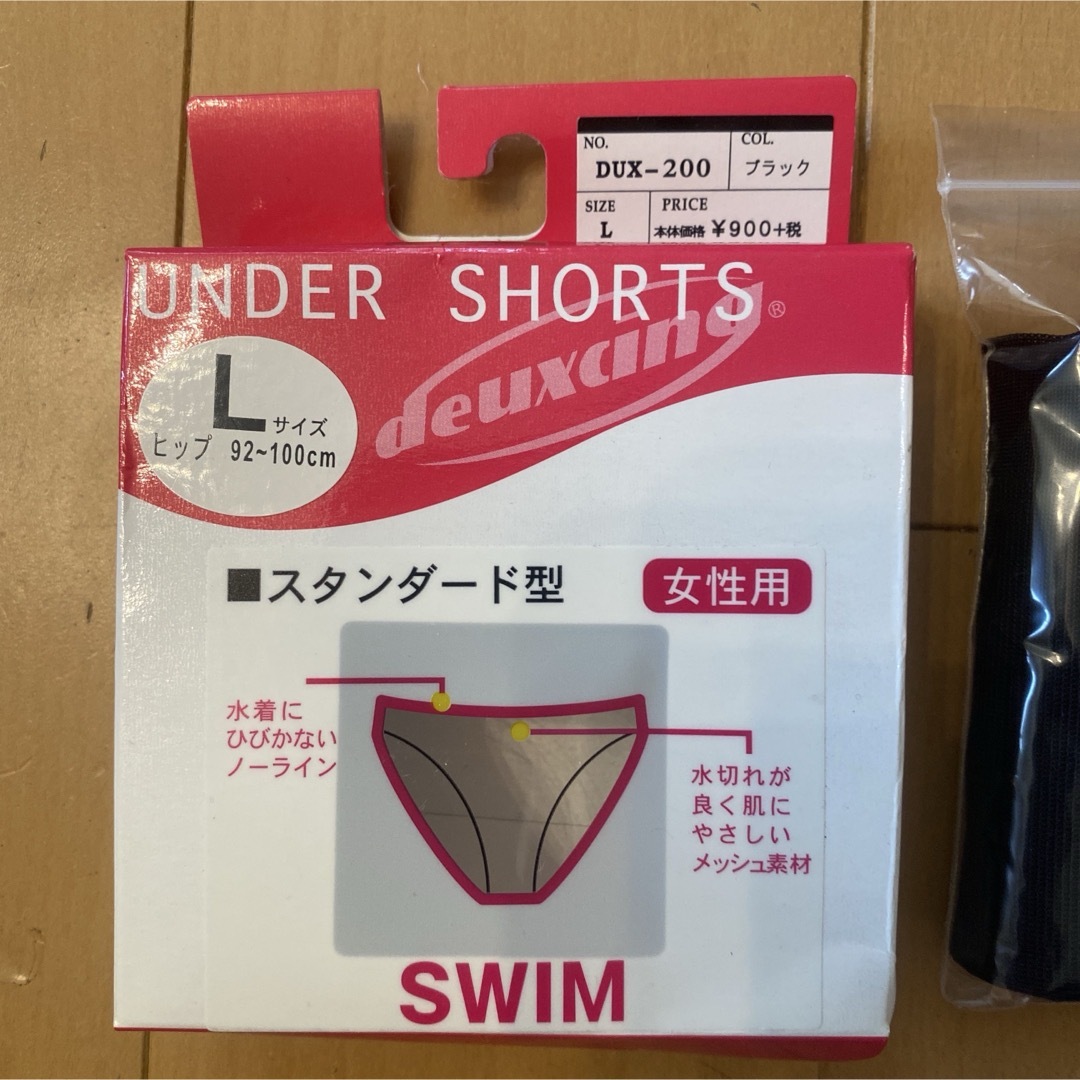 NO.
DUX-200
COL.
ブラック
SIZE
L
PRICE
本体価格 ¥900+税
UNDER SHORTS
deuxcing®
L サイズ
ヒップ 92~100cm
■スタンダード型
女性用
水着に
ひびかない
ノーライン
水切れが
良く肌に
やさしい
メッシュ素材
SWIM